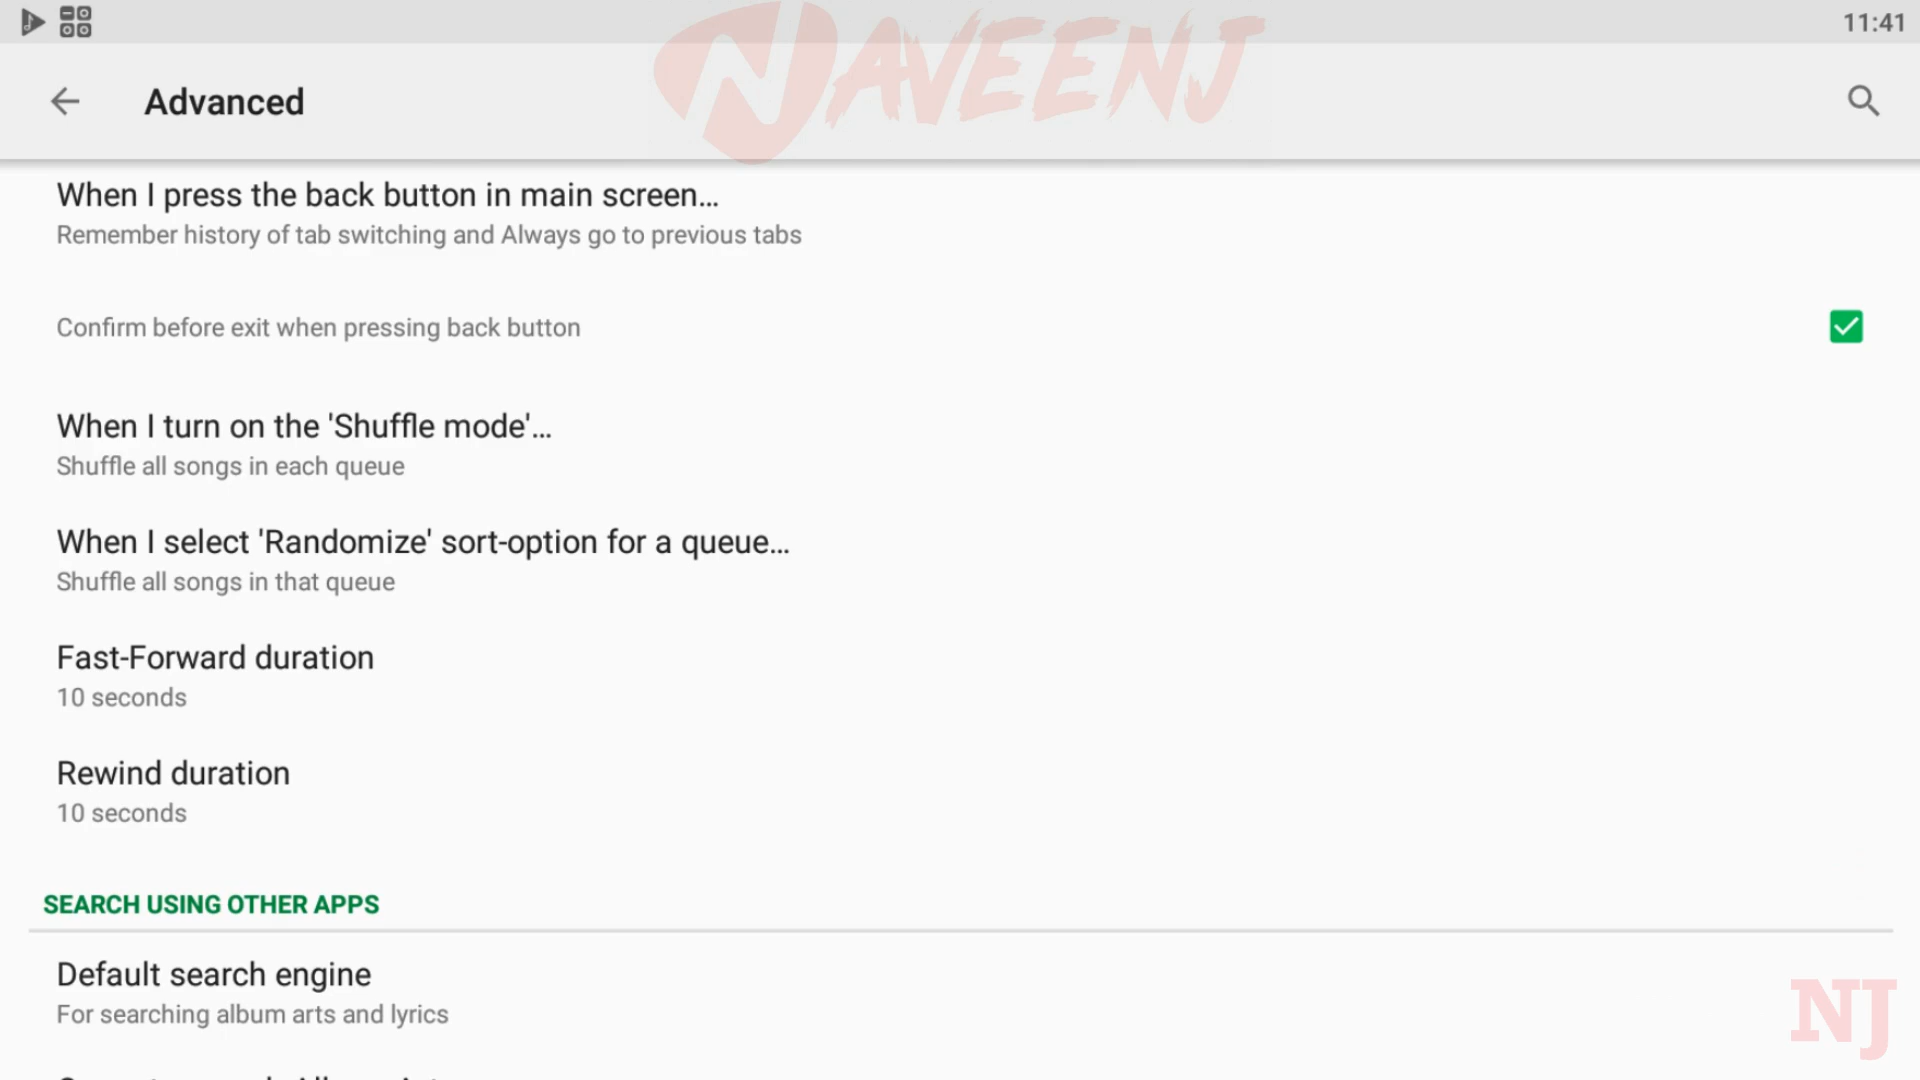 11:41
NAVEENJ
Advanced
When I press the back button in main screen...
Remember history of tab switching and Always go to previous tabs
Confirm before exit when pressing back button
When I turn on the 'Shuffle mode'...
Shuffle all songs in each queue
When I select 'Randomize' sort-option for a queue...
Shuffle all songs in that queue
Fast-Forward duration
10 seconds
Rewind duration
10 seconds
SEARCH USING OTHER APPS
Default search engine
For searching album arts and lyrics
NJ